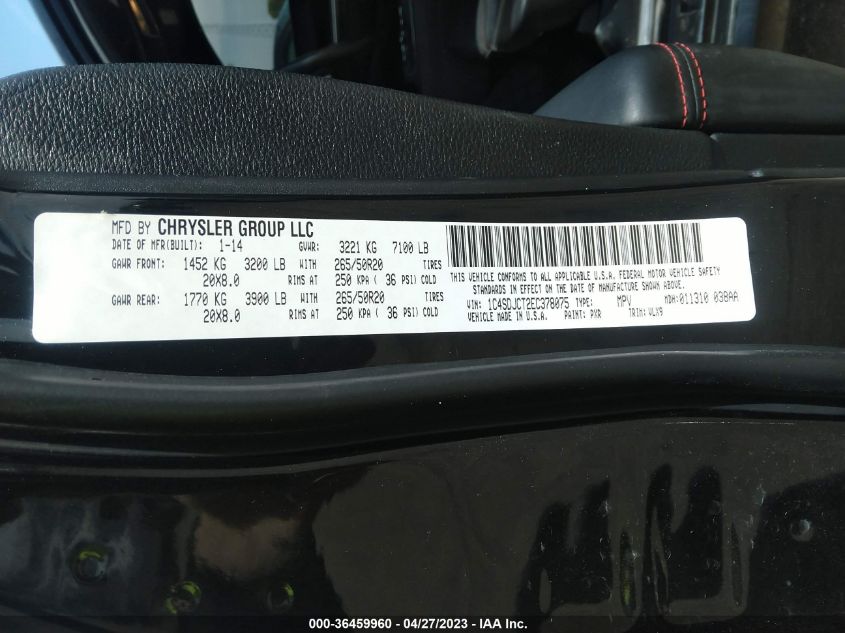 MFD BY CHRYSLER GROUP LLC
DATE OF MFR(BUILT): 1-14 GVWR: 3221 KG 7100 LB
GAWR FRONT: 1452 KG 3200 LB WITH 265/50R20 TIRES
20X8.0 RIMS AT 250 KPA ( 36 PSI) COLD
GAWR REAR: 1770 KG 3900 LB WITH 265/50R20 TIRES
20X8.0 RIMS AT 250 KPA ( 36 PSI) COLD
THIS VEHICLE CONFORMS TO ALL APPLICABLE U.S.A. FEDERAL MOTOR VEHICLE SAFETY
STANDARDS IN EFFECT ON THE DATE OF MANUFACTURE SHOWN ABOVE.
VIN: 1C4SDJCT2EC378075 TYPE: MPV MDH:011310 038AA
VEHICLE MADE IN U.S.A. PAINT: PXR TRIM: VLX9
000-36459960 - 04/27/2023 - IAA Inc.